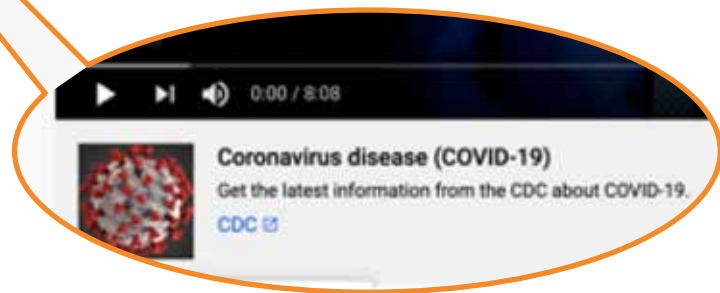 0:00 / 8:08
Coronavirus disease (COVID-19)
Get the latest information from the CDC about COVID-19.
CDC